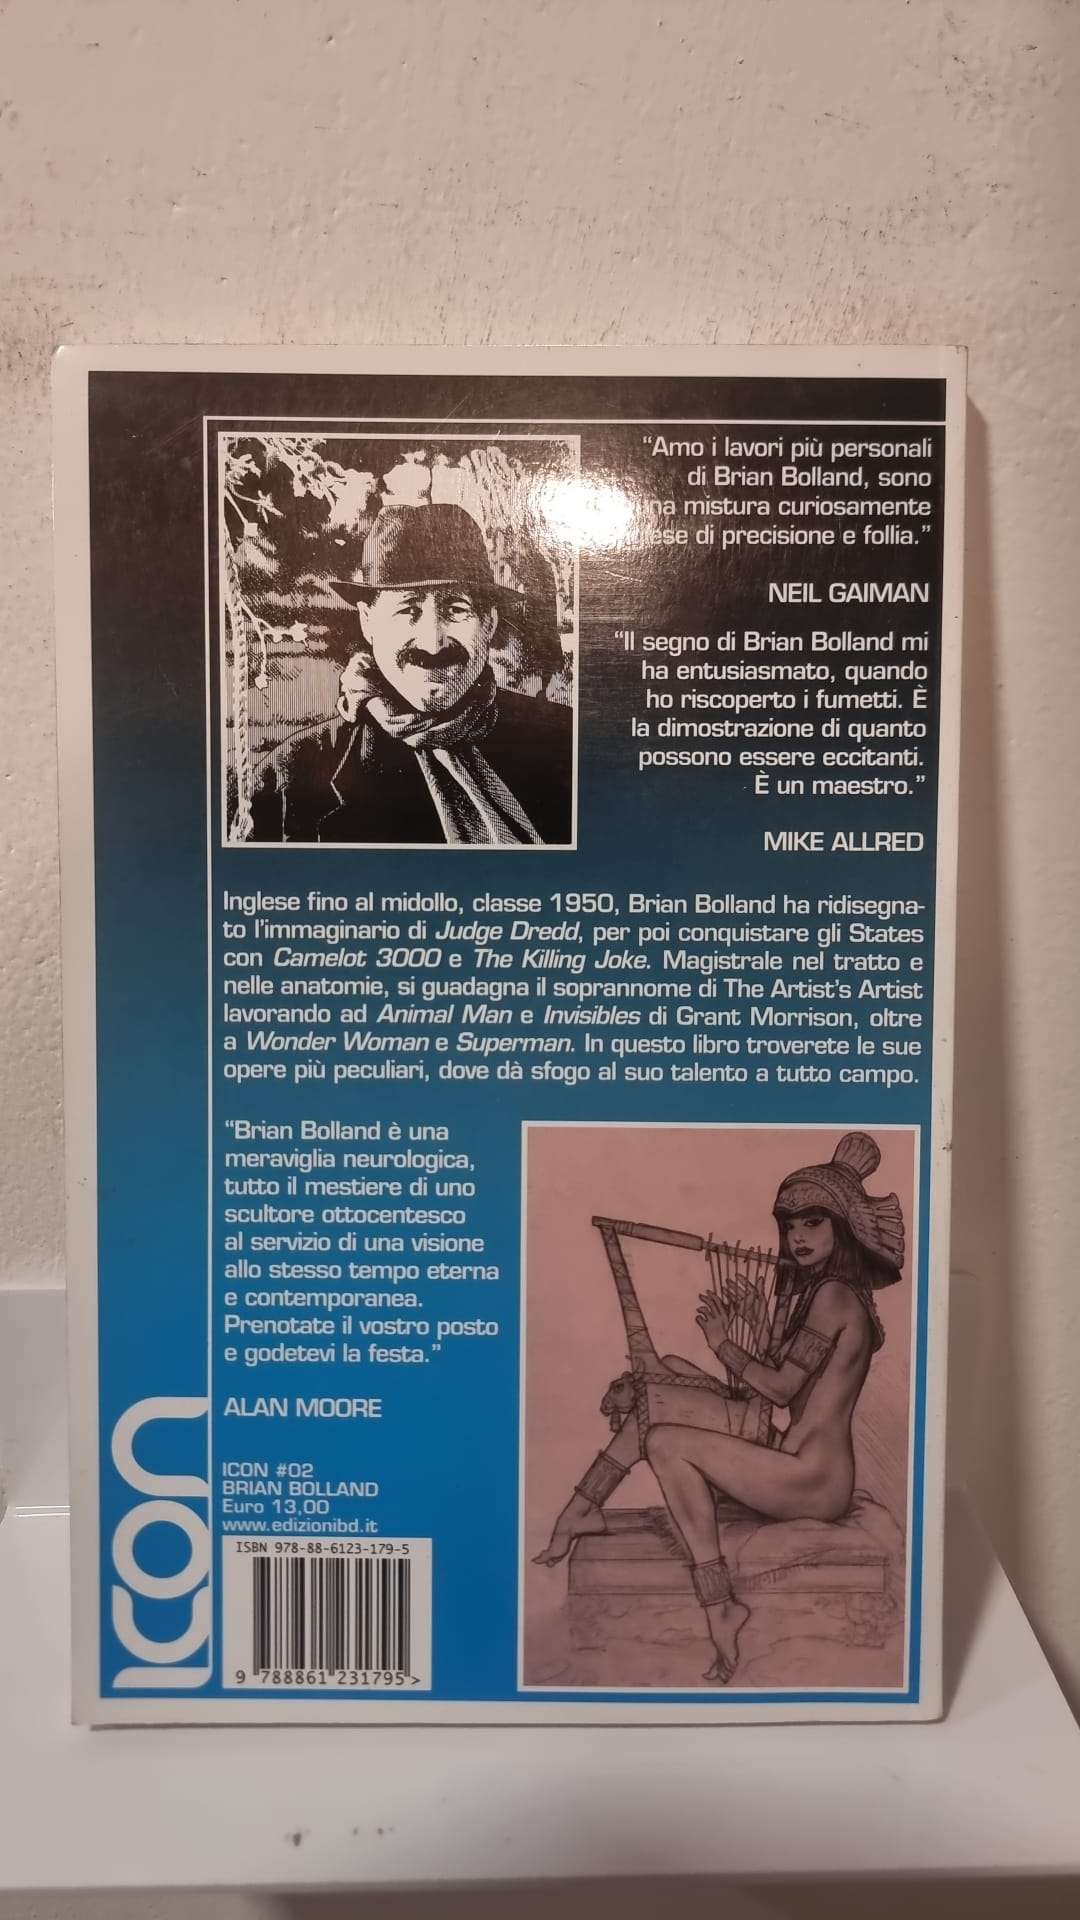 “Amo i lavori più personali
di Brian Bolland, sono
mistura curiosamente
di precisione e follia.”
NEIL GAIMAN
“Il segno di Brian Bolland mi
ha entusiasmato, quando
ho riscoperto i fumetti. È
la dimostrazione di quanto
possono essere eccitanti.
È un maestro.”
MIKE ALLRED
Inglese fino al midollo, classe 1950, Brian Bolland ha ridisegna-
to l'immaginario di Judge Dredd, per poi conquistare gli States
con Camelot 3000 e The Killing Joke. Magistrale nel tratto e
nelle anatomie, si guadagna il soprannome di The Artist's Artist
lavorando ad Animal Man e Invisibles di Grant Morrison, oltre
a Wonder Woman e Superman. In questo libro troverete le sue
opere più peculiari, dove dà sfogo al suo talento a tutto campo.
“Brian Bolland è una
meraviglia neurologica,
tutto il mestiere di uno
scultore ottocentesco
al servizio di una visione
allo stesso tempo eterna
e contemporanea.
Prenotate il vostro posto
e godetevi la festa.”
ALAN MOORE
ICON #02
BRIAN BOLLAND
Euro 13,00
www.edizionibd.it
ISBN 978-88-6123-179-5
9 788861 231795 >
ICON